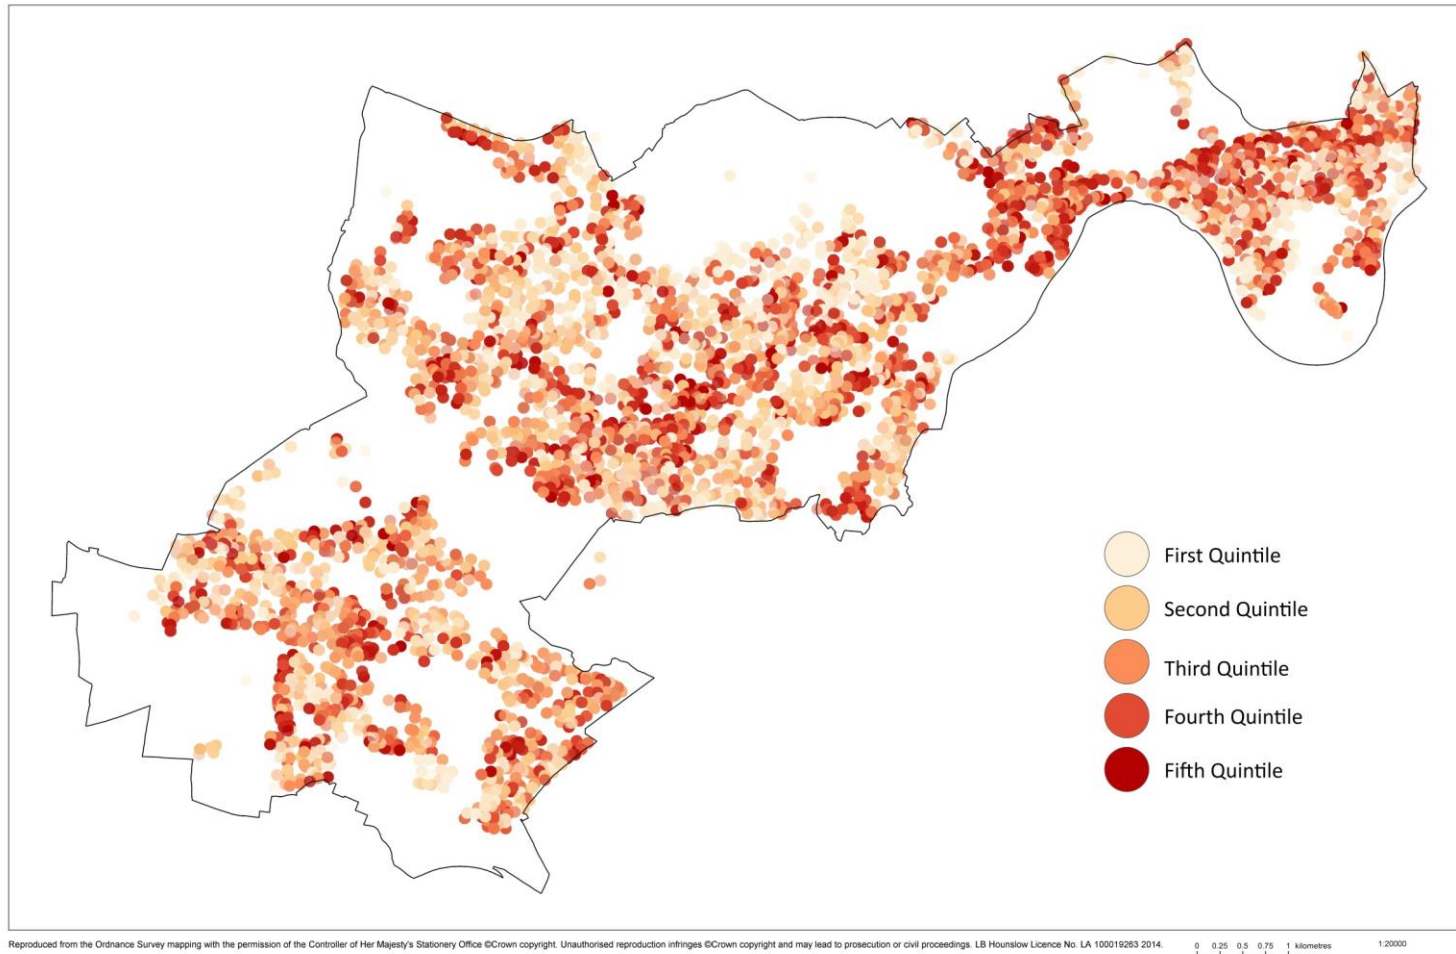 First Quintile
Second Quintile
Third Quintile
Fourth Quintile
Fifth Quintile
Reproduced from the Ordnance Survey mapping with the permission of the Controller of Her Majesty's Stationery Office ©Crown copyright. Unauthorised reproduction infringes ©Crown copyright and may lead to prosecution or civil proceedings. LB Hounslow Licence No. LA 100019263 2014.
0 0.25 0.5 0.75 1 kilometres
1:20000